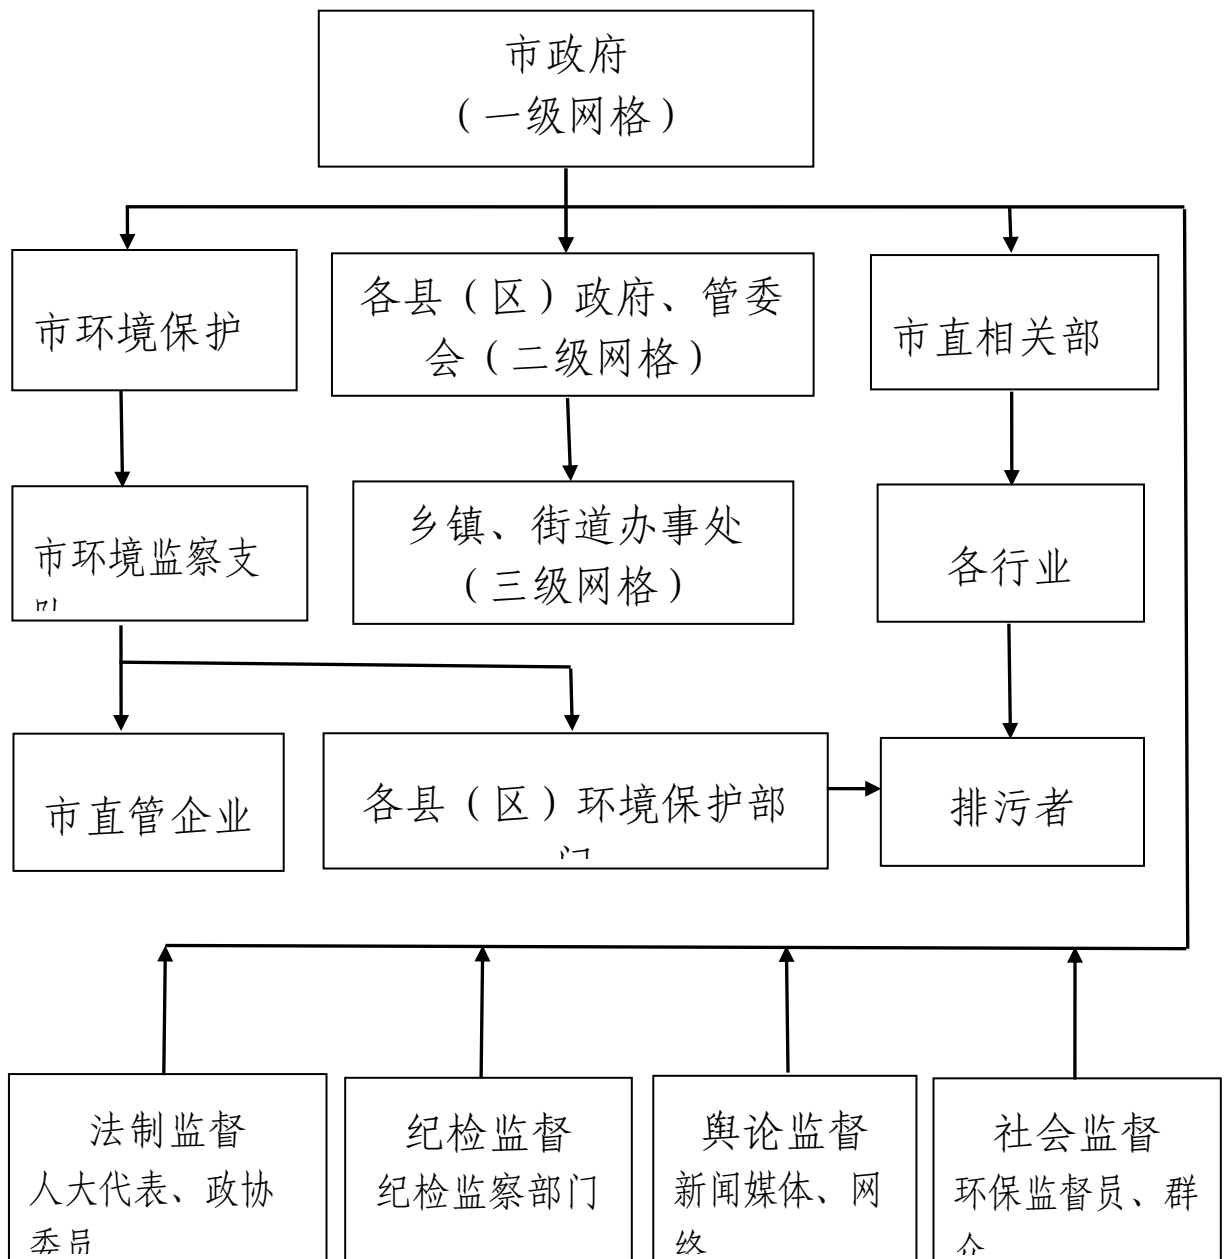 市政府
（一级网格）
市环境保护
各县（区）政府、管委
会（二级网格）
市直相关部
市环境监察支
乡镇、街道办事处
（三级网格）
各行业
市直管企业
各县（区）环境保护部
门
排污者
法制监督
人大代表、政协
委员
纪检监督
纪检监察部门
舆论监督
新闻媒体、网
络
社会监督
环保监督员、群
众